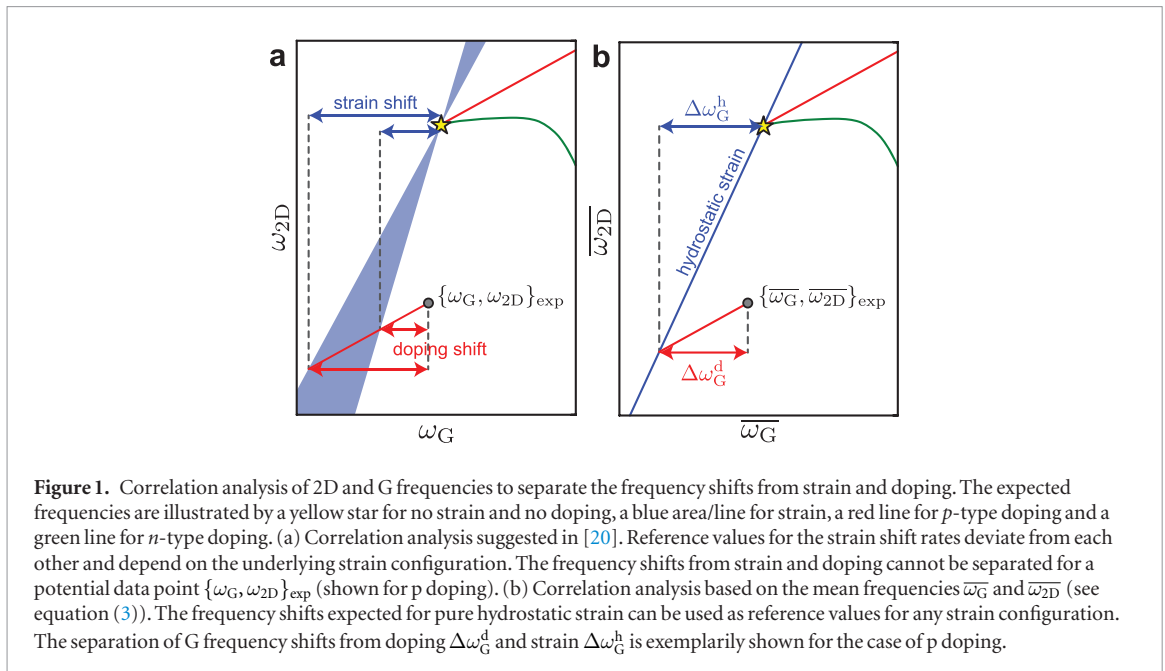 a
b
strain shift
Δω_G^h
hydrostatic strain
ω_2D
\overline{ω_2D}
{ω_G, ω_2D}_exp
{\overline{ω_G}, \overline{ω_2D}}_exp
doping shift
Δω_G^d
ω_G
\overline{ω_G}
Figure 1. Correlation analysis of 2D and G frequencies to separate the frequency shifts from strain and doping. The expected
frequencies are illustrated by a yellow star for no strain and no doping, a blue area/line for strain, a red line for p-type doping and a
green line for n-type doping. (a) Correlation analysis suggested in [20]. Reference values for the strain shift rates deviate from each
other and depend on the underlying strain configuration. The frequency shifts from strain and doping cannot be separated for a
potential data point {ω_G, ω_2D}_exp (shown for p doping). (b) Correlation analysis based on the mean frequencies \overline{ω_G} and \overline{ω_2D} (see
equation (3)). The frequency shifts expected for pure hydrostatic strain can be used as reference values for any strain configuration.
The separation of G frequency shifts from doping Δω_G^d and strain Δω_G^h is exemplarily shown for the case of p doping.